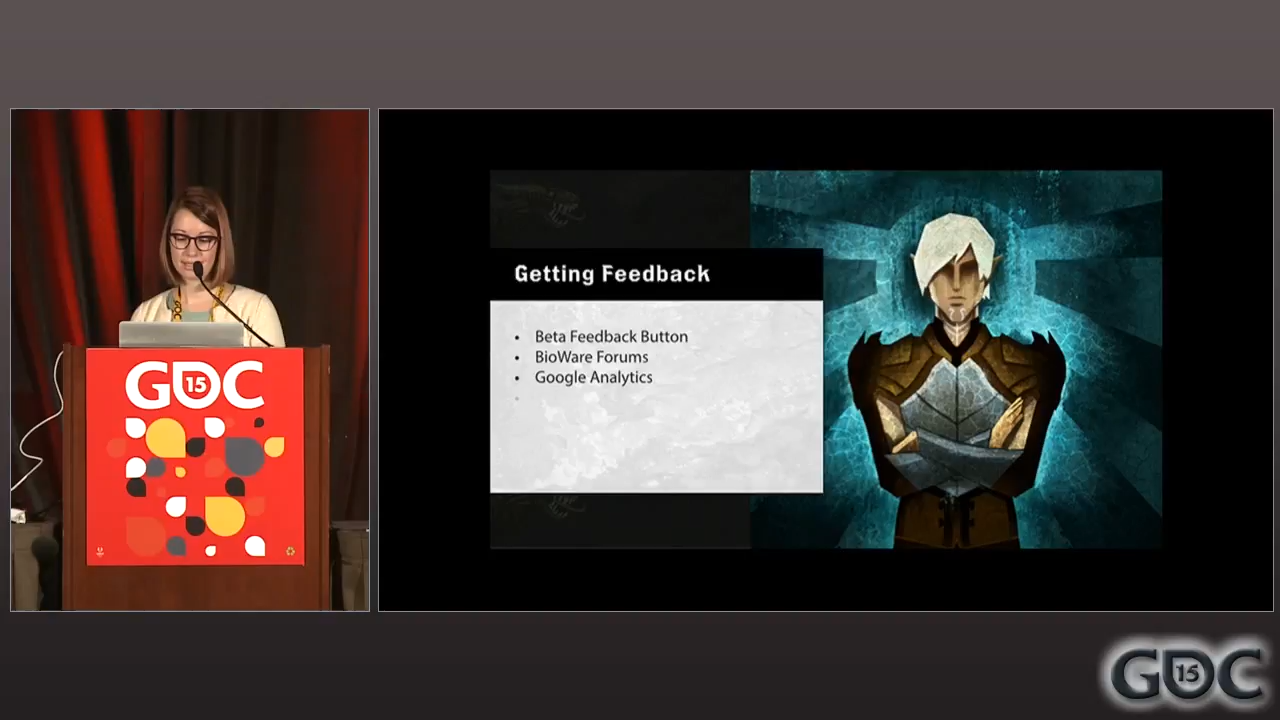 GDC
15
Getting Feedback
• Beta Feedback Button
• BioWare Forums
• Google Analytics
•
GDC
15